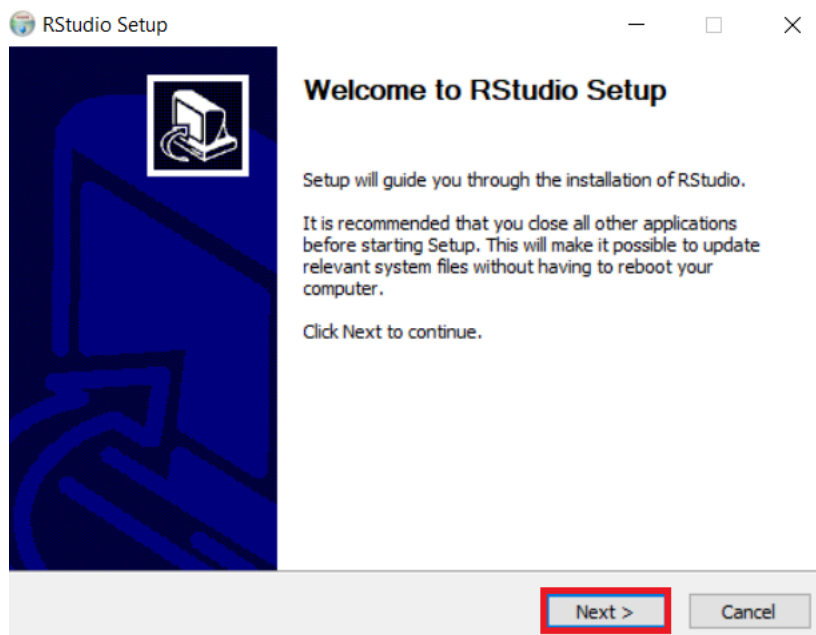 RStudio Setup
Welcome to RStudio Setup
Setup will guide you through the installation of RStudio.
It is recommended that you close all other applications
before starting Setup. This will make it possible to update
relevant system files without having to reboot your
computer.
Click Next to continue.
Next >
Cancel